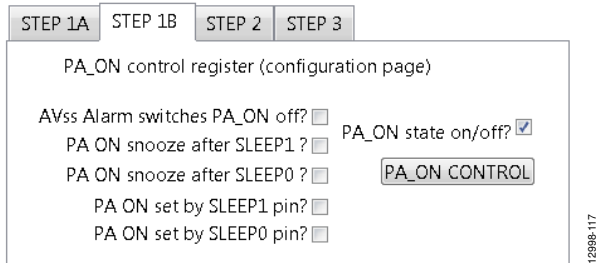 STEP 1A STEP 1B STEP 2 STEP 3
PA_ON control register (configuration page)
AVss Alarm switches PA_ON off?
PA ON snooze after SLEEP1 ?
PA ON snooze after SLEEP0 ?
PA ON set by SLEEP1 pin?
PA ON set by SLEEP0 pin?
PA_ON state on/off?
PA_ON CONTROL
12998-117